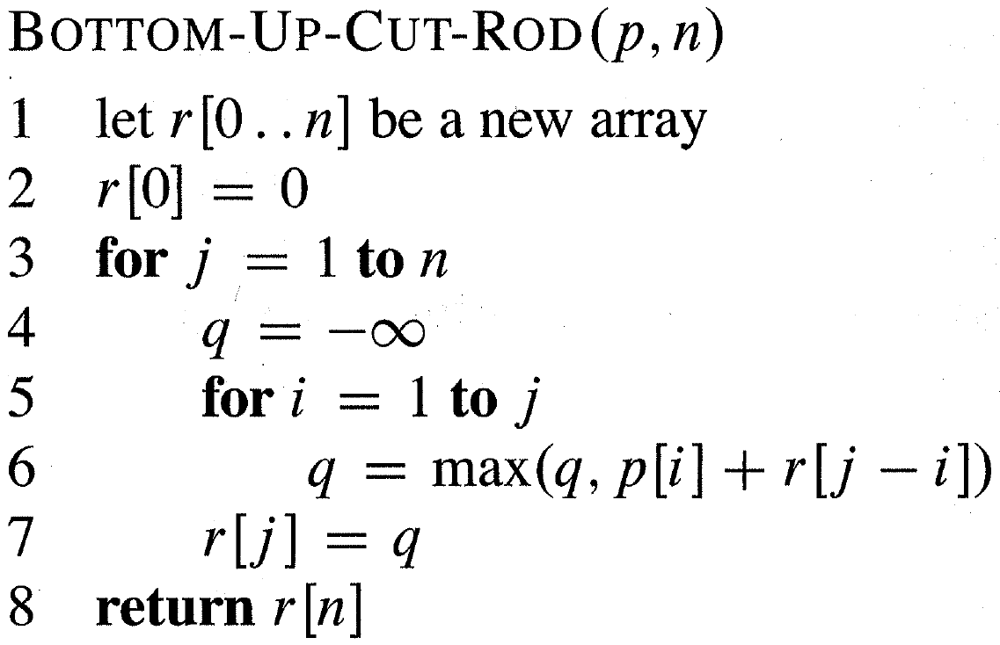 BOTTOM-UP-CUT-ROD(p, n)
1 let r[0 . . n] be a new array
2 r[0] = 0
3 for j = 1 to n
4 q = −∞
5 for i = 1 to j
6 q = max(q, p[i] + r[j − i])
7 r[j] = q
8 return r[n]